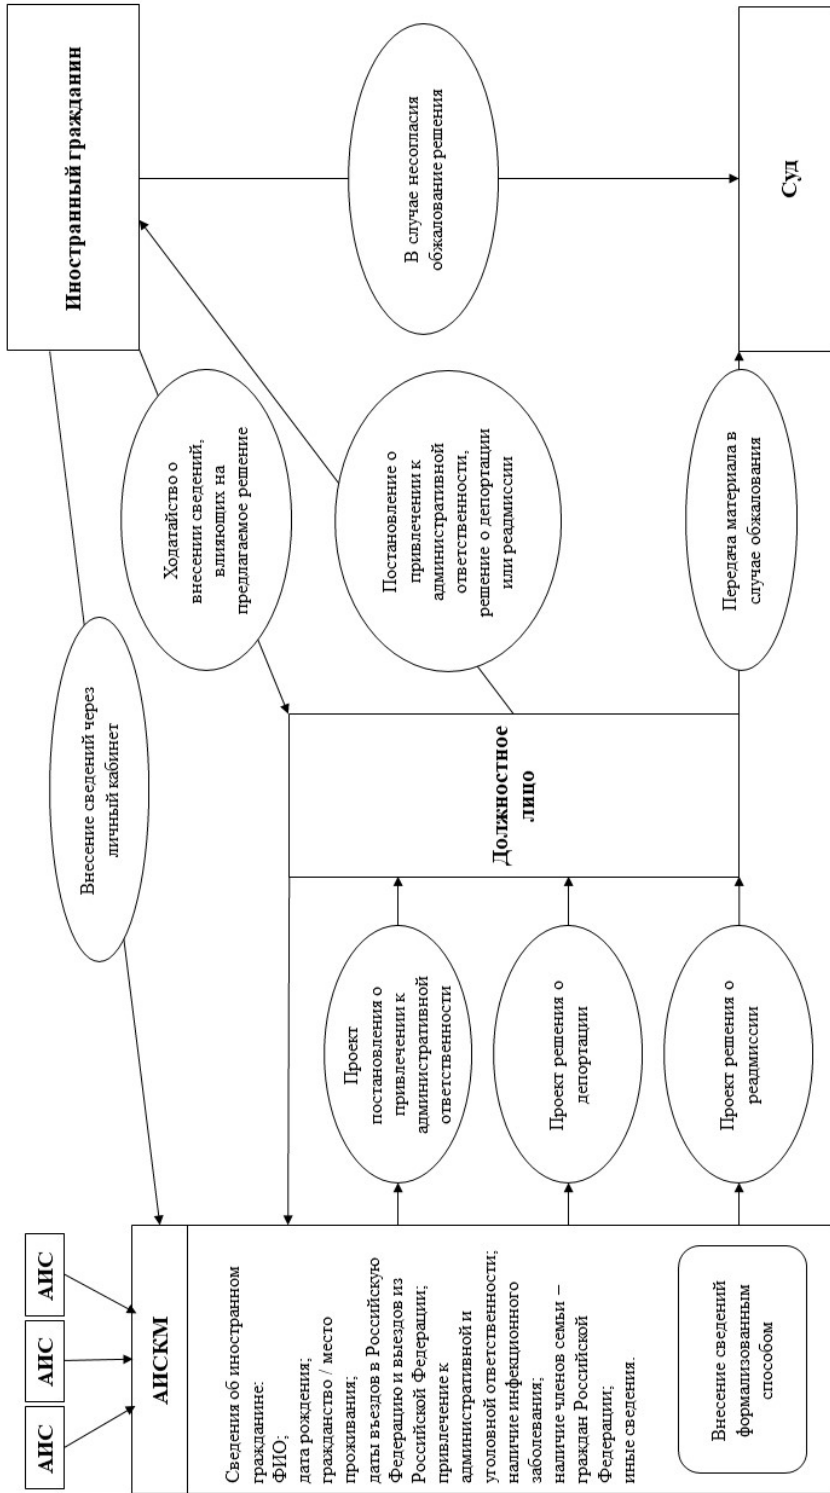 АИС
АИС
АИС
АИСКМ
Сведения об иностранном
гражданине:
ФИО;
дата рождения;
гражданство / место
проживания;
даты въездов в Российскую
Федерацию и выездов из
Российской Федерации;
привлечение к
административной и
уголовной ответственности;
наличие инфекционного
заболевания;
наличие членов семьи –
граждан Российской
Федерации;
иные сведения.
Внесение сведений
формализованным
способом
Проект
постановления о
привлечении к
административной
ответственности
Проект решения о
депортации
Проект решения о
реадмиссии
Внесение сведений через
личный кабинет
Должностное
лицо
Ходатайство о
внесении сведений,
влияющих на
предлагаемое решение
Постановление о
привлечении к
административной
ответственности,
решение о депортации
или реадмиссии
Передача материала в
случае обжалования
Иностранный гражданин
В случае несогласия
обжалование решения
Суд